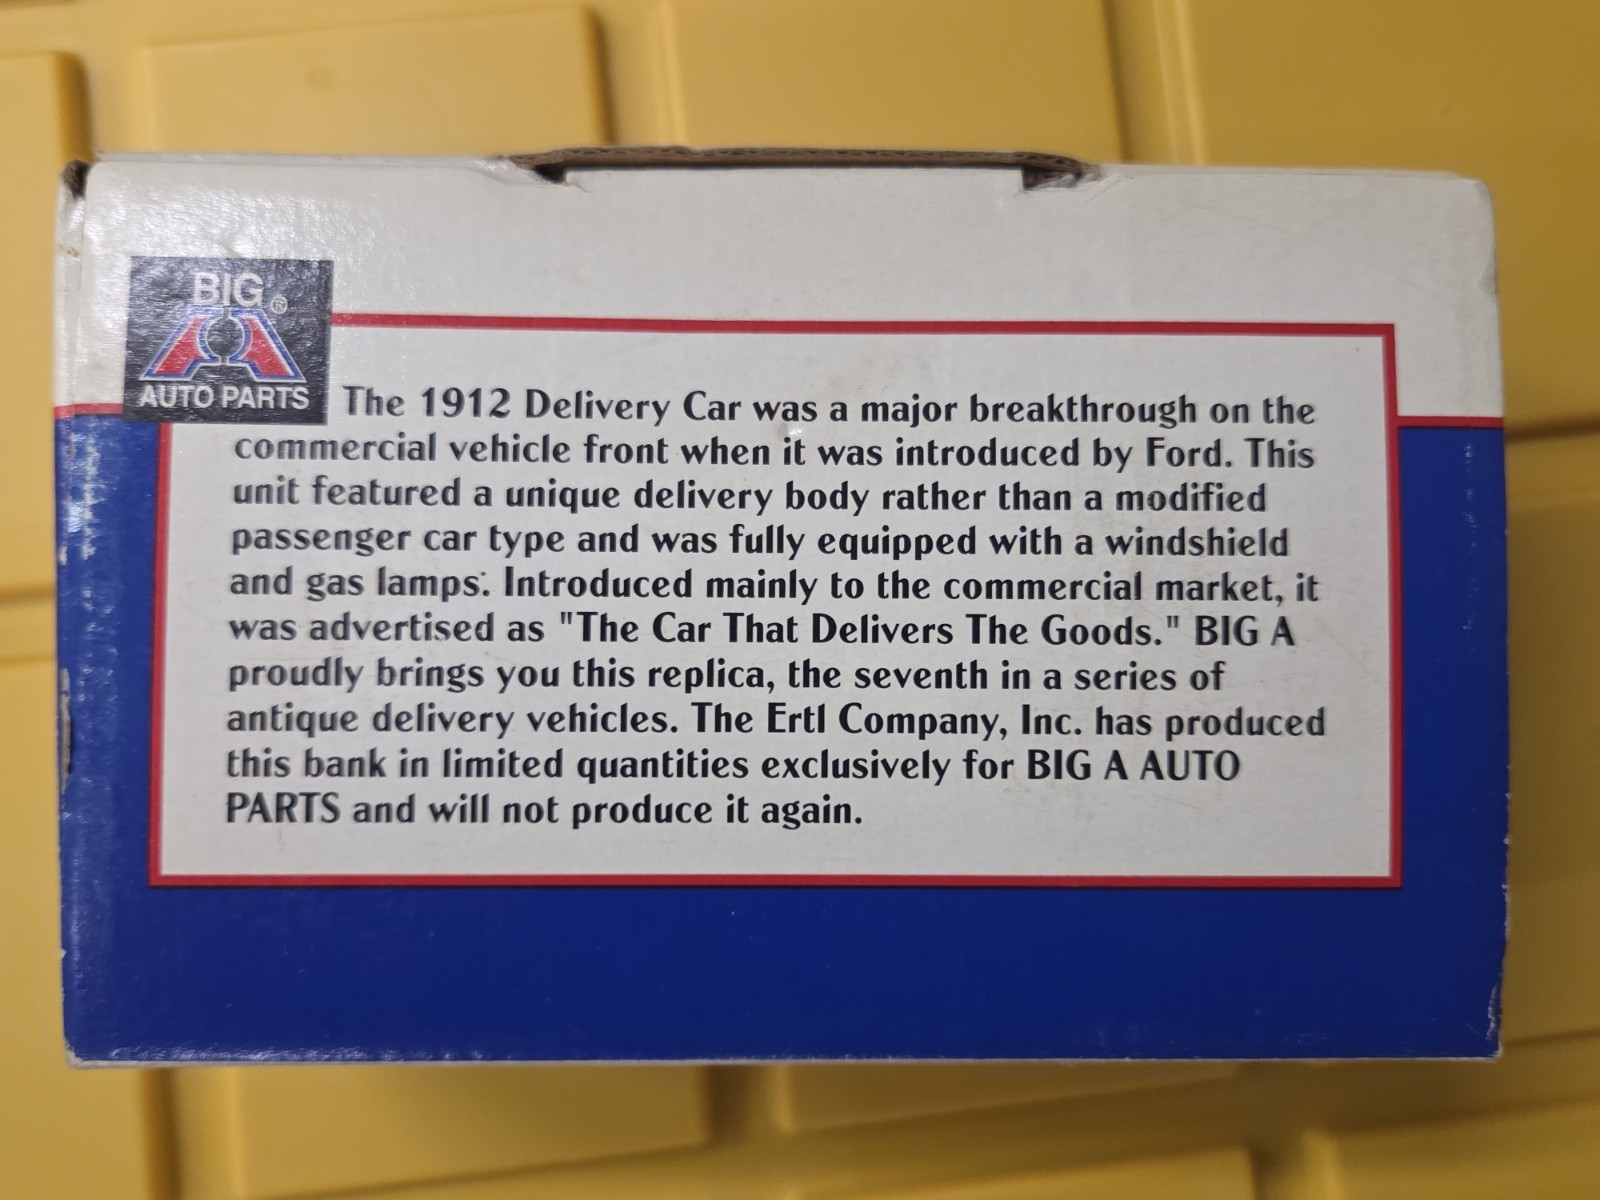 BIG
®
A
AUTO PARTS
The 1912 Delivery Car was a major breakthrough on the
commercial vehicle front when it was introduced by Ford. This
unit featured a unique delivery body rather than a modified
passenger car type and was fully equipped with a windshield
and gas lamps. Introduced mainly to the commercial market, it
was advertised as "The Car That Delivers The Goods." BIG A
proudly brings you this replica, the seventh in a series of
antique delivery vehicles. The Ertl Company, Inc. has produced
this bank in limited quantities exclusively for BIG A AUTO
PARTS and will not produce it again.